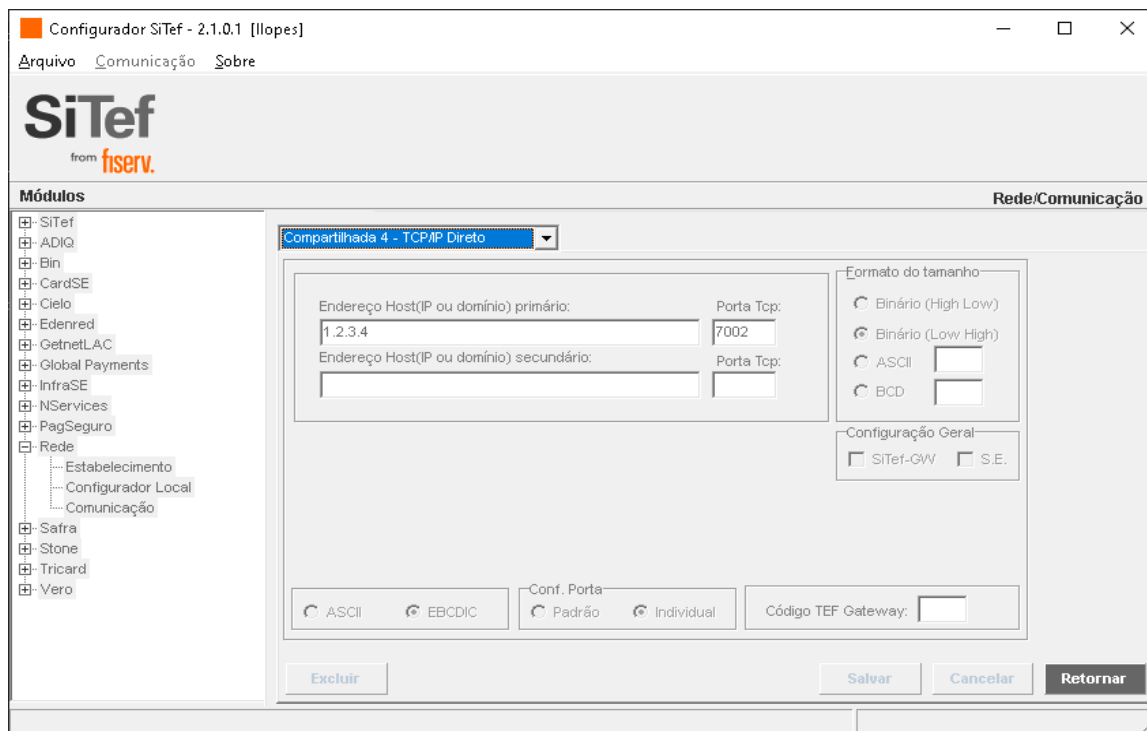 Configurador SiTef - 2.1.0.1 [llopes]
Arquivo Comunicação Sobre
SiTef
from fiserv.
Módulos
Rede/Comunicação
SiTef
ADIQ
Bin
CardSE
Cielo
Edenred
GetnetLAC
Global Payments
InfraSE
NServices
PagSeguro
Rede
Estabelecimento
Configurador Local
Comunicação
Safra
Stone
Tricard
Vero
Compartilhada 4 - TCP/IP Direto
Endereço Host(IP ou domínio) primário: Porta Tcp:
1.2.3.4 7002
Endereço Host(IP ou domínio) secundário: Porta Tcp:
Formato do tamanho
Binário (High Low)
Binário (Low High)
ASCII
BCD
Configuração Geral
SiTef-GW S.E.
ASCII EBCDIC
Conf. Porta
Padrão Individual
Código TEF Gateway:
Excluir Salvar Cancelar Retornar